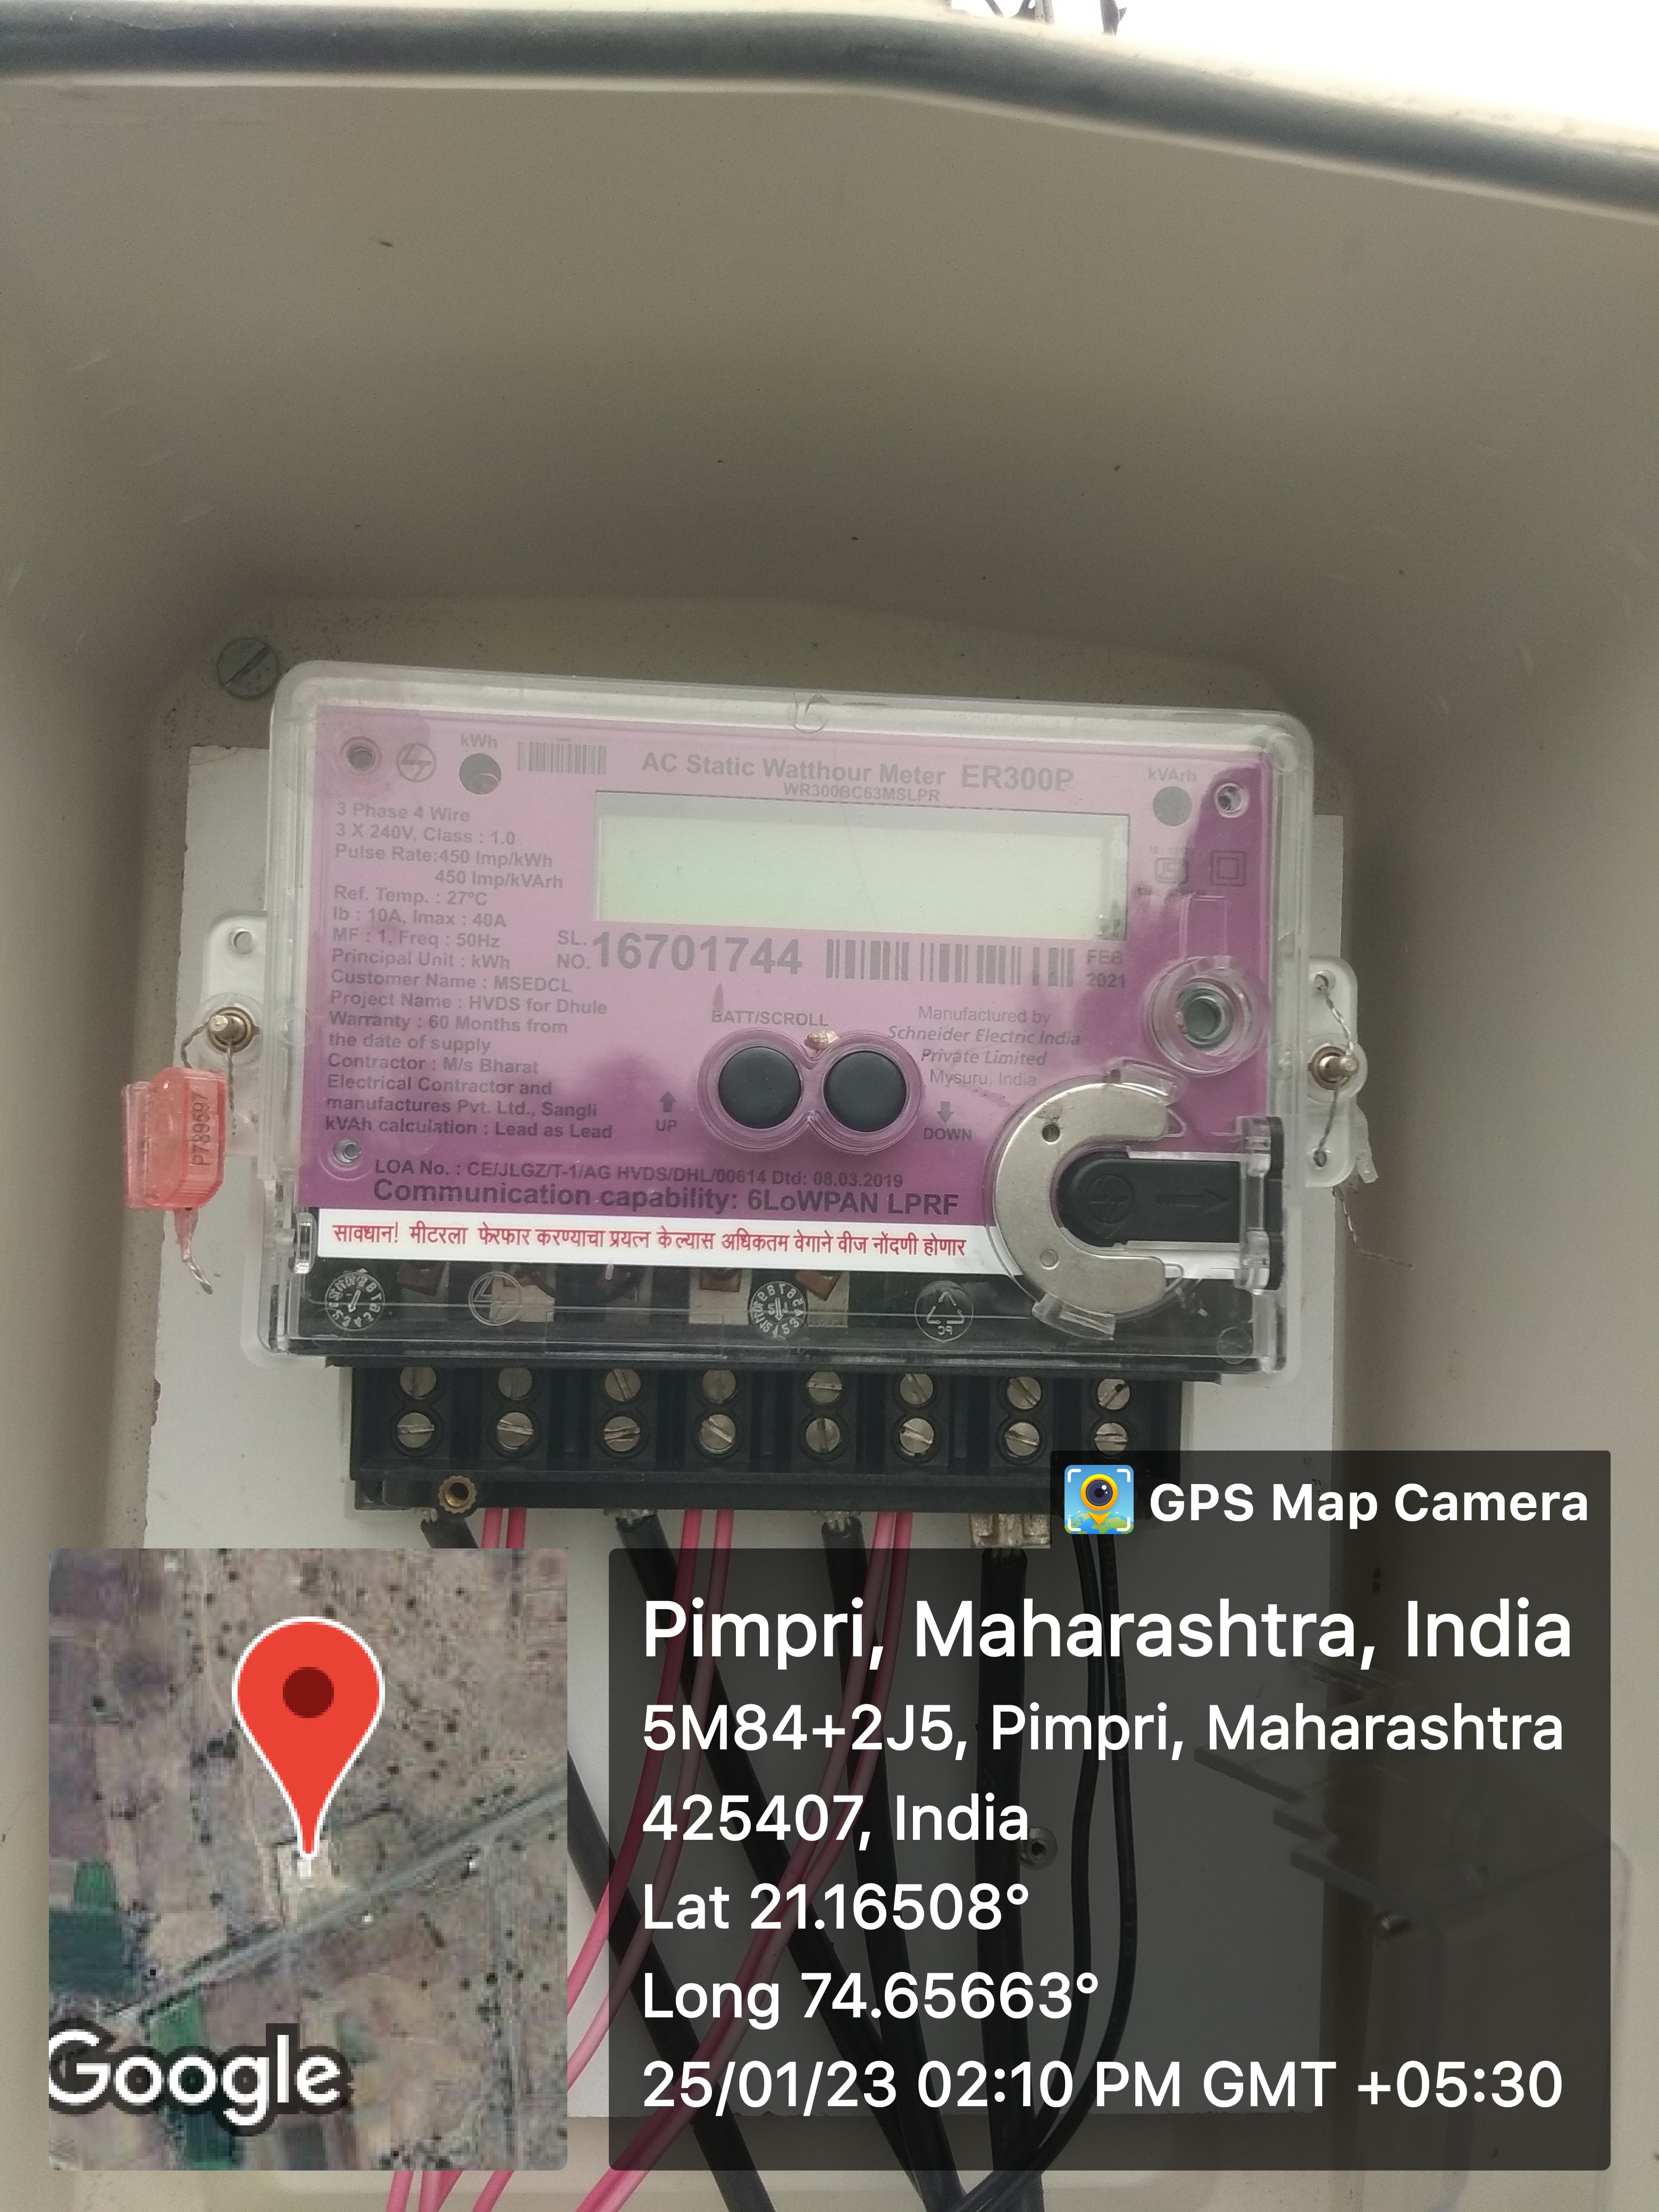 kWh
AC Static Watthour Meter ER300P
WR300BC63MSLPR
kVArh
3 Phase 4 Wire
3 X 240V, Class : 1.0
Pulse Rate:450 Imp/kWh
450 Imp/kVArh
Ref. Temp. : 27°C
Ib : 10A, Imax : 40A
MF : 1, Freq : 50Hz
Principal Unit : kWh
Customer Name : MSEDCL
Project Name : HVDS for Dhule
Warranty : 60 Months from
the date of supply
Contractor : M/s Bharat
Electrical Contractor and
manufactures Pvt. Ltd., Sangli
kVAh calculation : Lead as Lead
SL.
NO. 16701744
FEB
2021
BATT/SCROLL
UP
DOWN
Manufactured by
Schneider Electric India
Private Limited
Mysuru, India
LOA No. : CE/JLGZ/T-1/AG HVDS/DHL/00614 Dtd: 08.03.2019
Communication capability: 6LoWPAN LPRF
सावधान! मीटरला फेरफार करण्याचा प्रयत्न केल्यास अधिकतम वेगाने वीज नोंदणी होणार
P789597
PC
GPS Map Camera
Pimpri, Maharashtra, India
5M84+2J5, Pimpri, Maharashtra
425407, India
Lat 21.16508°
Long 74.65663°
25/01/23 02:10 PM GMT +05:30
Google